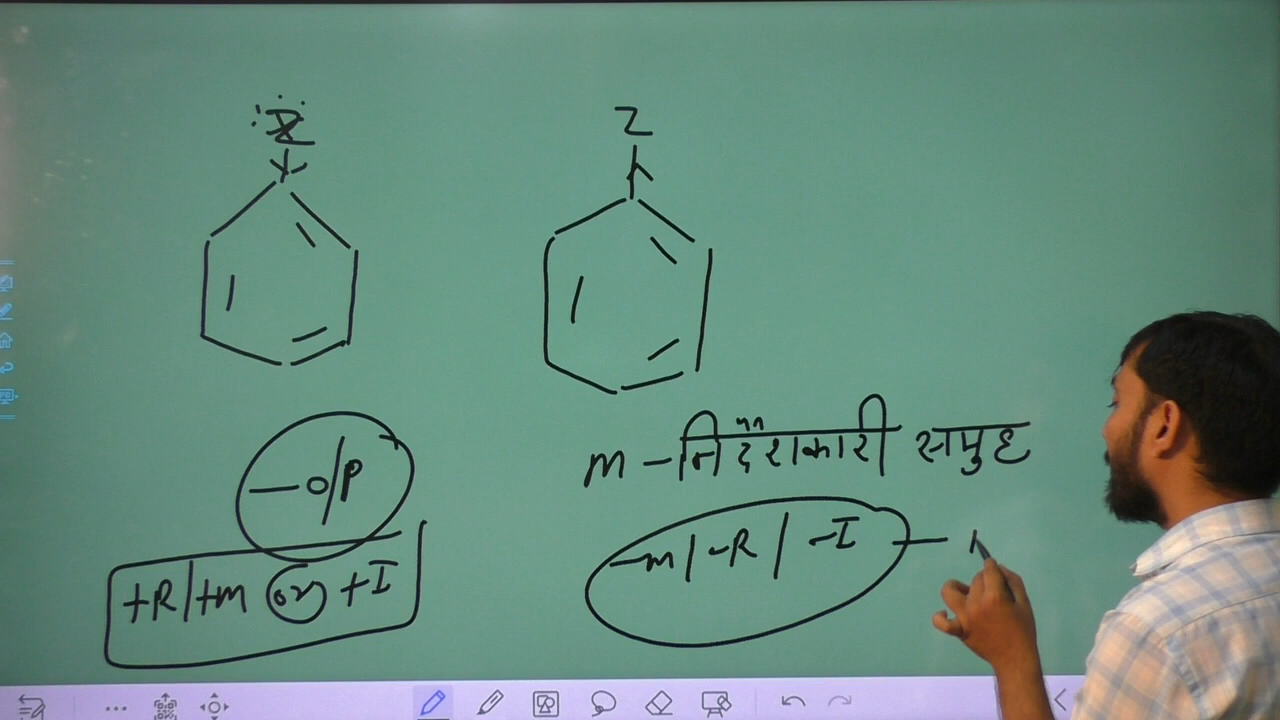 Z
Z
— o/p
m – निर्देशकारी समुह
-m/-R/-I —
+R/+m or +I